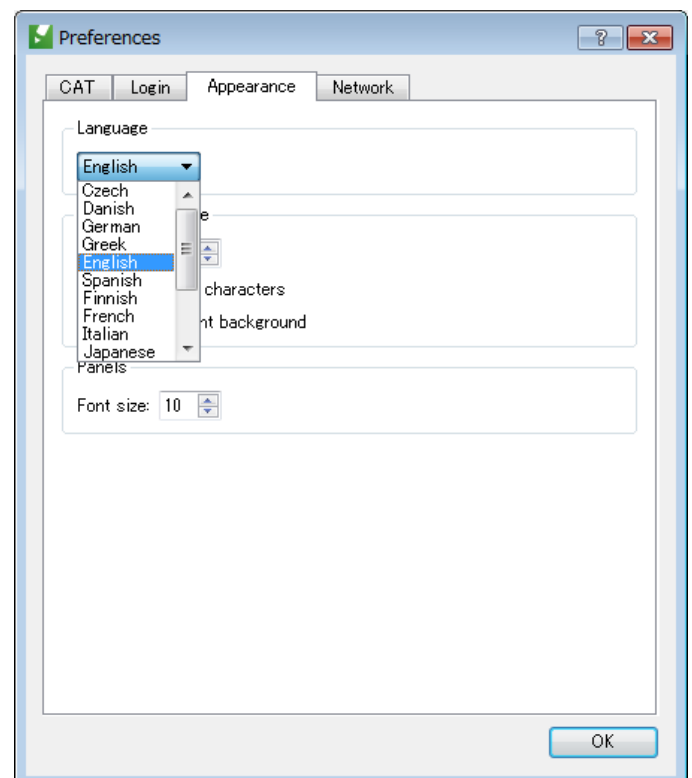 Preferences
CAT Login Appearance Network
Language
English
Czech
Danish
German
Greek
English
Spanish
Finnish
French
Italian
Japanese
e
characters
nt background
Panels
Font size: 10
OK